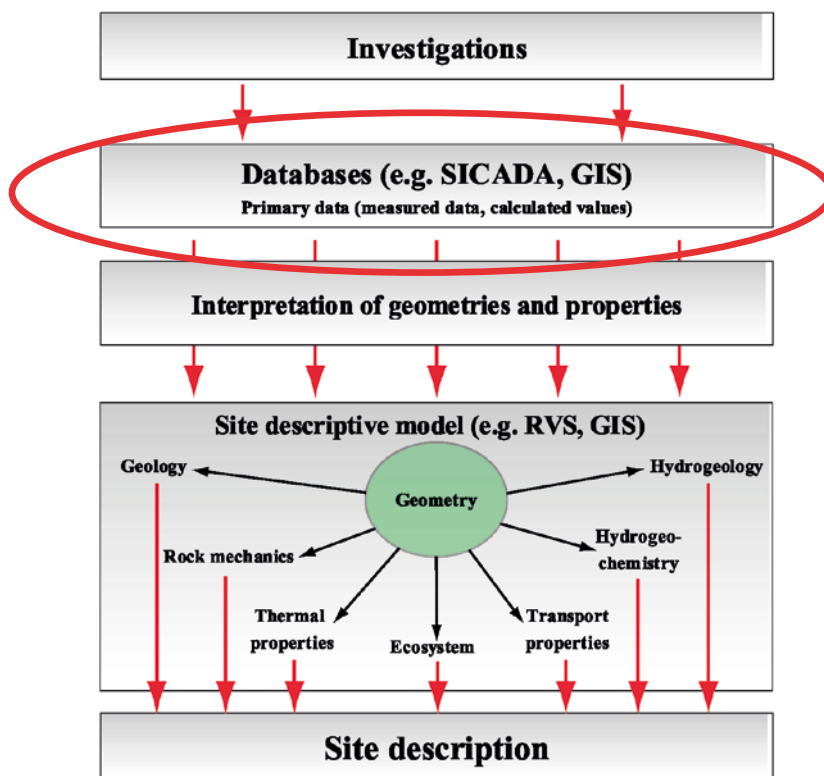 Investigations
Databases (e.g. SICADA, GIS)
Primary data (measured data, calculated values)
Interpretation of geometries and properties
Site descriptive model (e.g. RVS, GIS)
Geology
Hydrogeology
Geometry
Rock mechanics
Hydrogeo-
chemistry
Thermal
properties
Ecosystem
Transport
properties
Site description